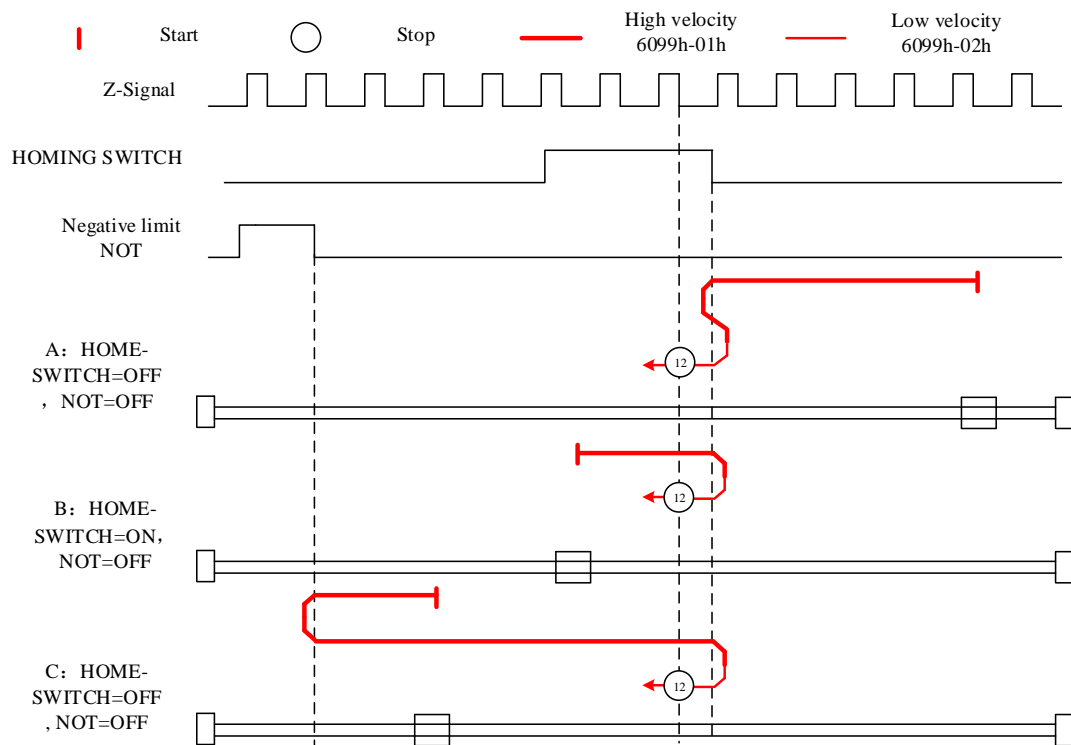 Start
Stop
High velocity
6099h-01h
Low velocity
6099h-02h
Z-Signal
HOMING SWITCH
Negative limit
NOT
A：HOME-
SWITCH=OFF
，NOT=OFF
12
B：HOME-
SWITCH=ON，
NOT=OFF
12
C：HOME-
SWITCH=OFF
, NOT=OFF
12